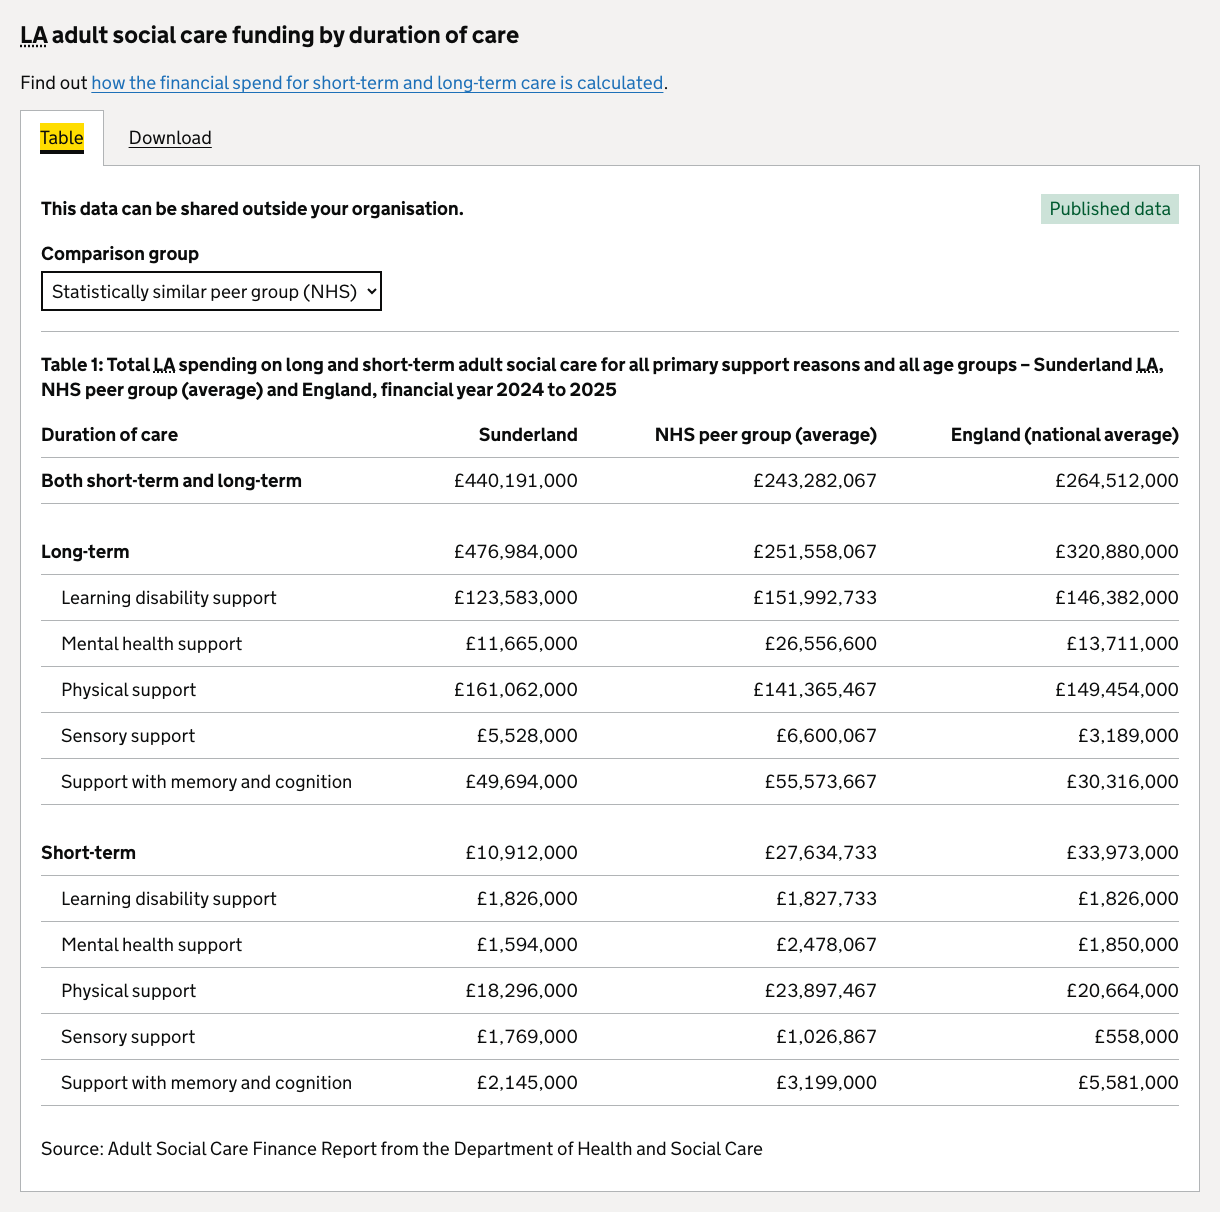 LA adult social care funding by duration of care
Find out how the financial spend for short-term and long-term care is calculated.
Table Download
This data can be shared outside your organisation. Published data
Comparison group
Statistically similar peer group (NHS)
Table 1: Total LA spending on long and short-term adult social care for all primary support reasons and all age groups – Sunderland LA,
NHS peer group (average) and England, financial year 2024 to 2025
Duration of care Sunderland NHS peer group (average) England (national average)
Both short-term and long-term £440,191,000 £243,282,067 £264,512,000
Long-term £476,984,000 £251,558,067 £320,880,000
Learning disability support £123,583,000 £151,992,733 £146,382,000
Mental health support £11,665,000 £26,556,600 £13,711,000
Physical support £161,062,000 £141,365,467 £149,454,000
Sensory support £5,528,000 £6,600,067 £3,189,000
Support with memory and cognition £49,694,000 £55,573,667 £30,316,000
Short-term £10,912,000 £27,634,733 £33,973,000
Learning disability support £1,826,000 £1,827,733 £1,826,000
Mental health support £1,594,000 £2,478,067 £1,850,000
Physical support £18,296,000 £23,897,467 £20,664,000
Sensory support £1,769,000 £1,026,867 £558,000
Support with memory and cognition £2,145,000 £3,199,000 £5,581,000
Source: Adult Social Care Finance Report from the Department of Health and Social Care